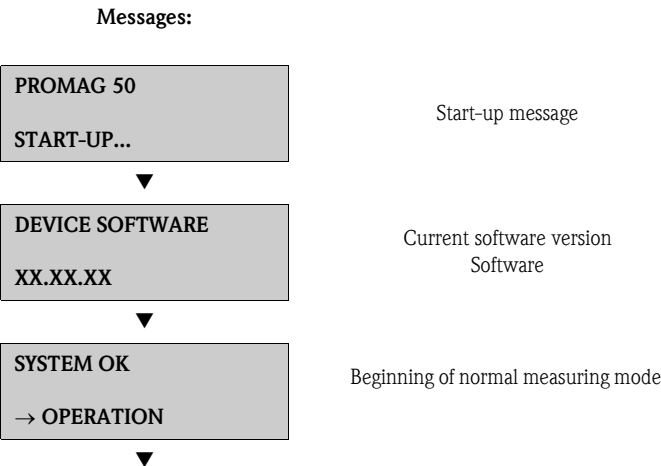 Messages:
PROMAG 50
START-UP...
Start-up message
▼
DEVICE SOFTWARE
XX.XX.XX
Current software version
Software
▼
SYSTEM OK
→ OPERATION
Beginning of normal measuring mode
▼